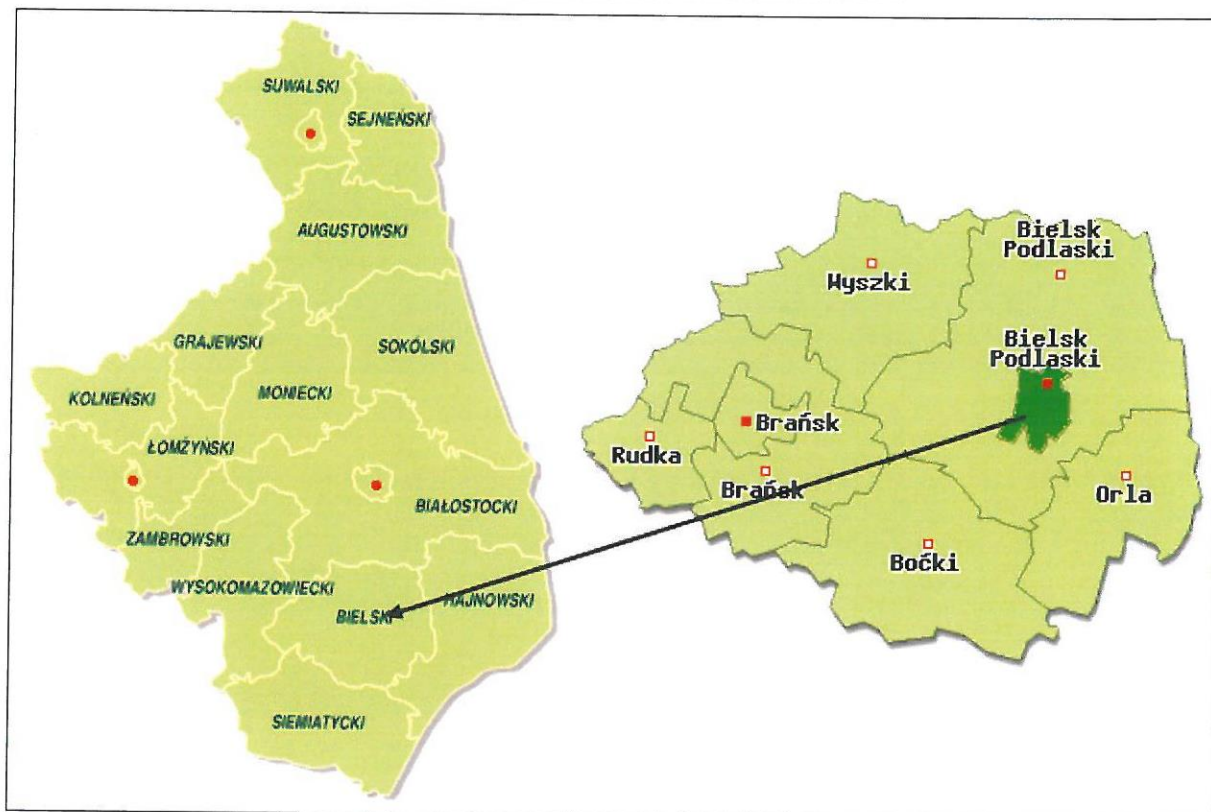 SUWALSKI
SEJNEŃSKI
AUGUSTOWSKI
GRAJEWSKI
SOKÓLSKI
KOLNEŃSKI
MONIECKI
ŁOMŻYŃSKI
BIAŁOSTOCKI
ZAMBROWSKI
WYSOKOMAZOWIECKI
HAJNOWSKI
BIELSKI
SIEMIATYCKI
Bielsk
Podlaski
Wyszki
Bielsk
Podlaski
Brańsk
Rudka
Brańsk
Orla
Boćki